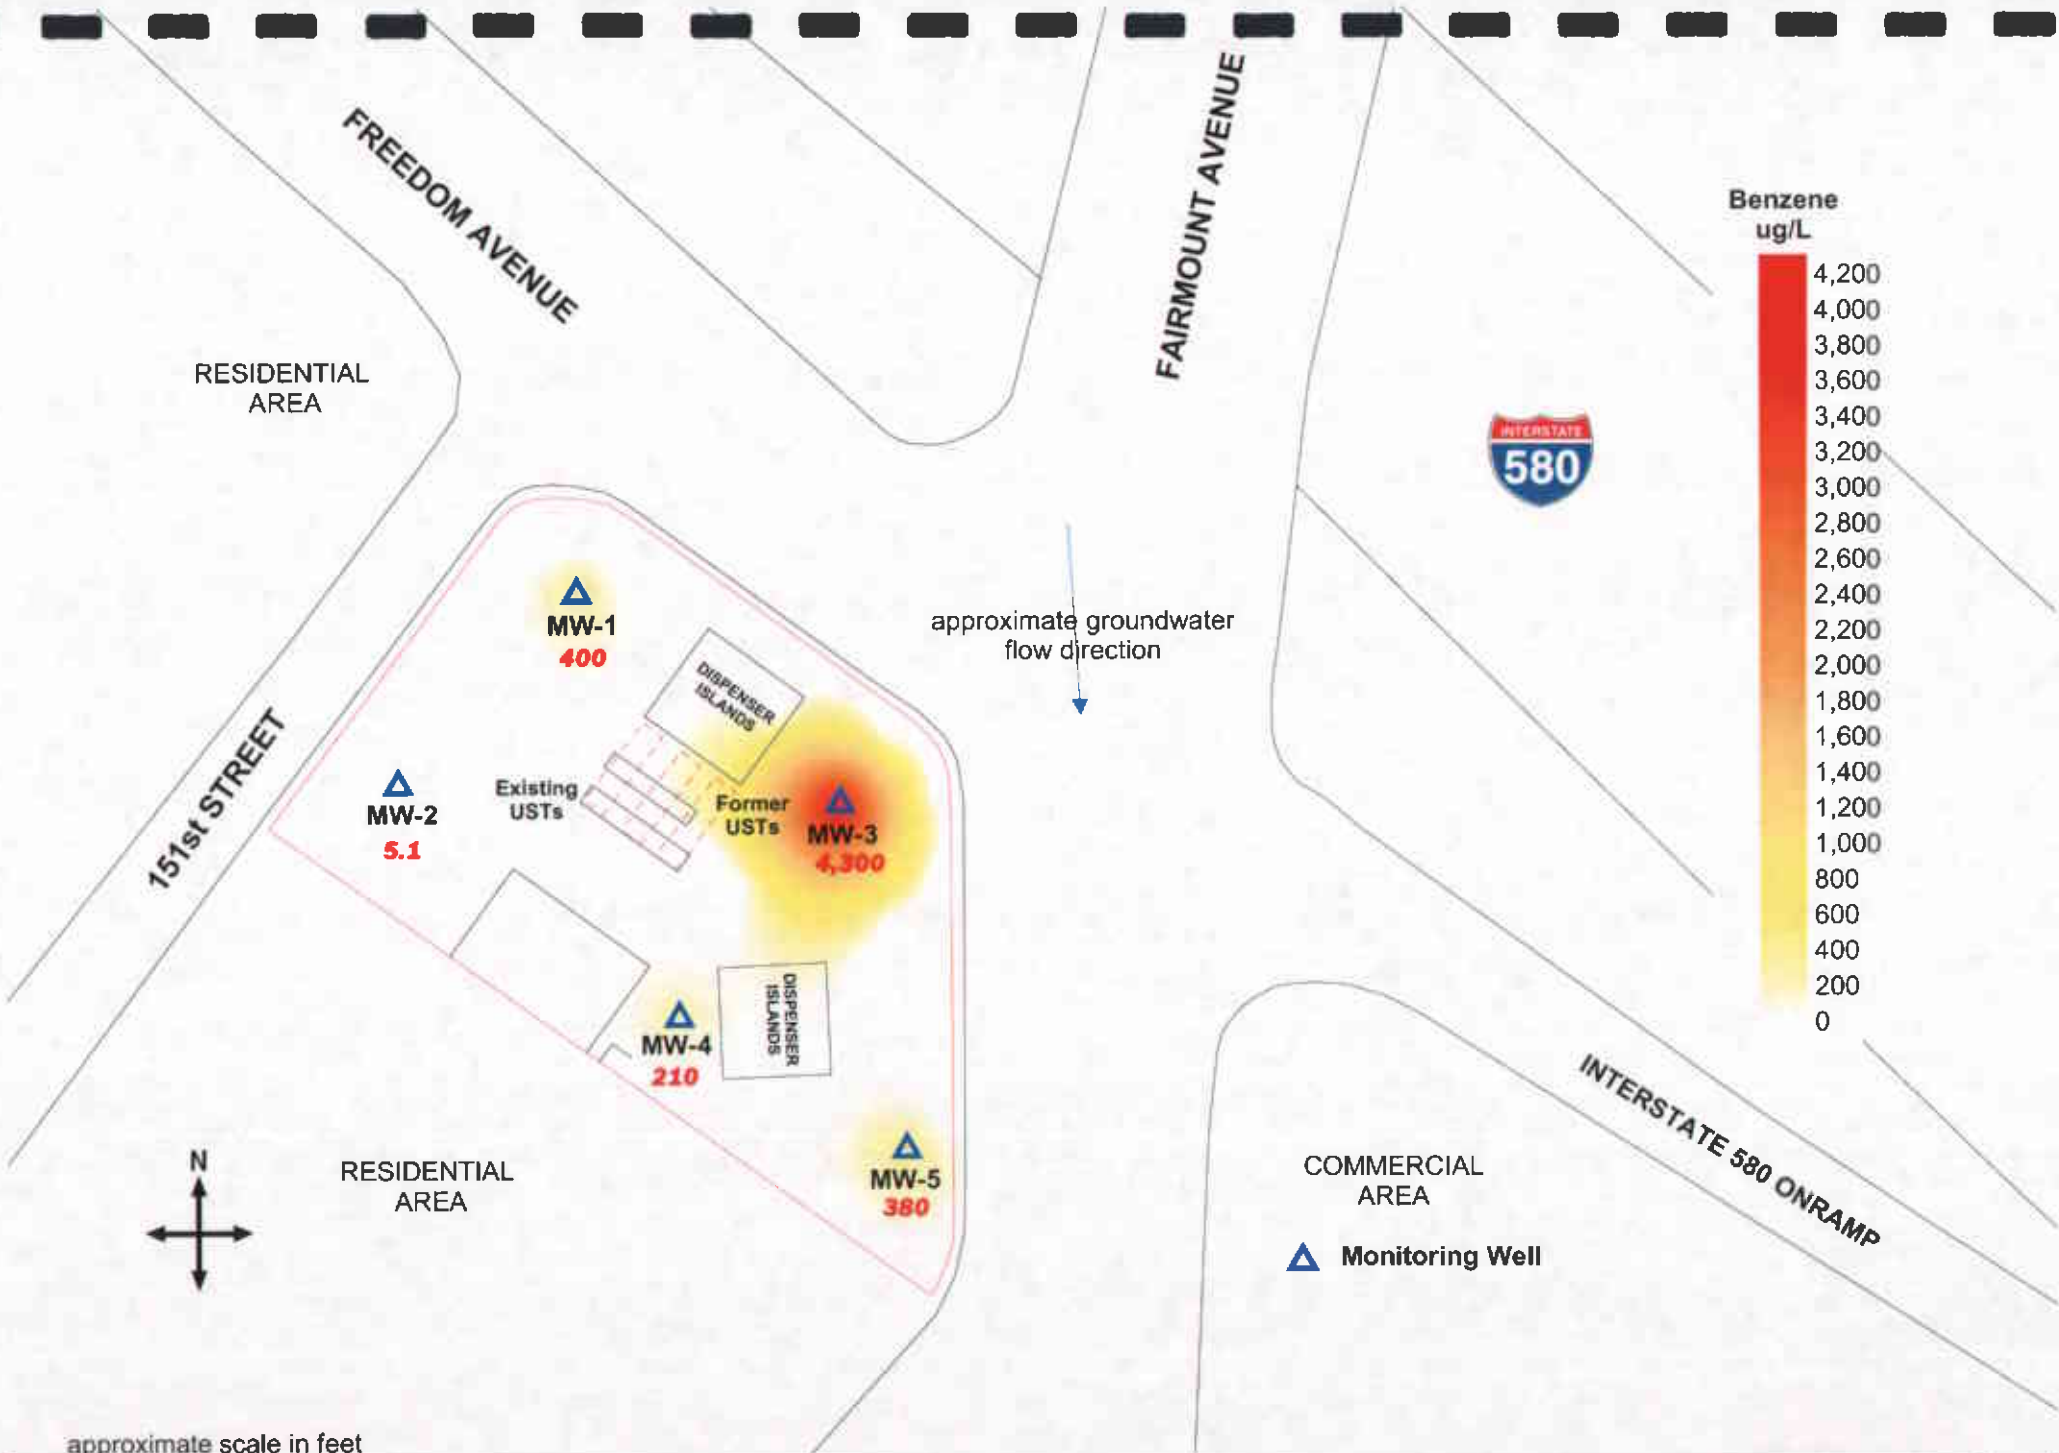 FREEDOM AVENUE
FAIRMOUNT AVENUE
Benzene
ug/L
4,200
4,000
3,800
3,600
3,400
3,200
3,000
2,800
2,600
2,400
2,200
2,000
1,800
1,600
1,400
1,200
1,000
800
600
400
200
0
RESIDENTIAL
AREA
INTERSTATE
580
MW-1
400
approximate groundwater
flow direction
DISPENSER
ISLANDS
151st STREET
MW-2
5.1
Existing
USTs
Former
USTs
MW-3
4,300
DISPENSER
ISLANDS
MW-4
210
MW-5
380
INTERSTATE 580 ONRAMP
N
RESIDENTIAL
AREA
COMMERCIAL
AREA
Monitoring Well
approximate scale in feet